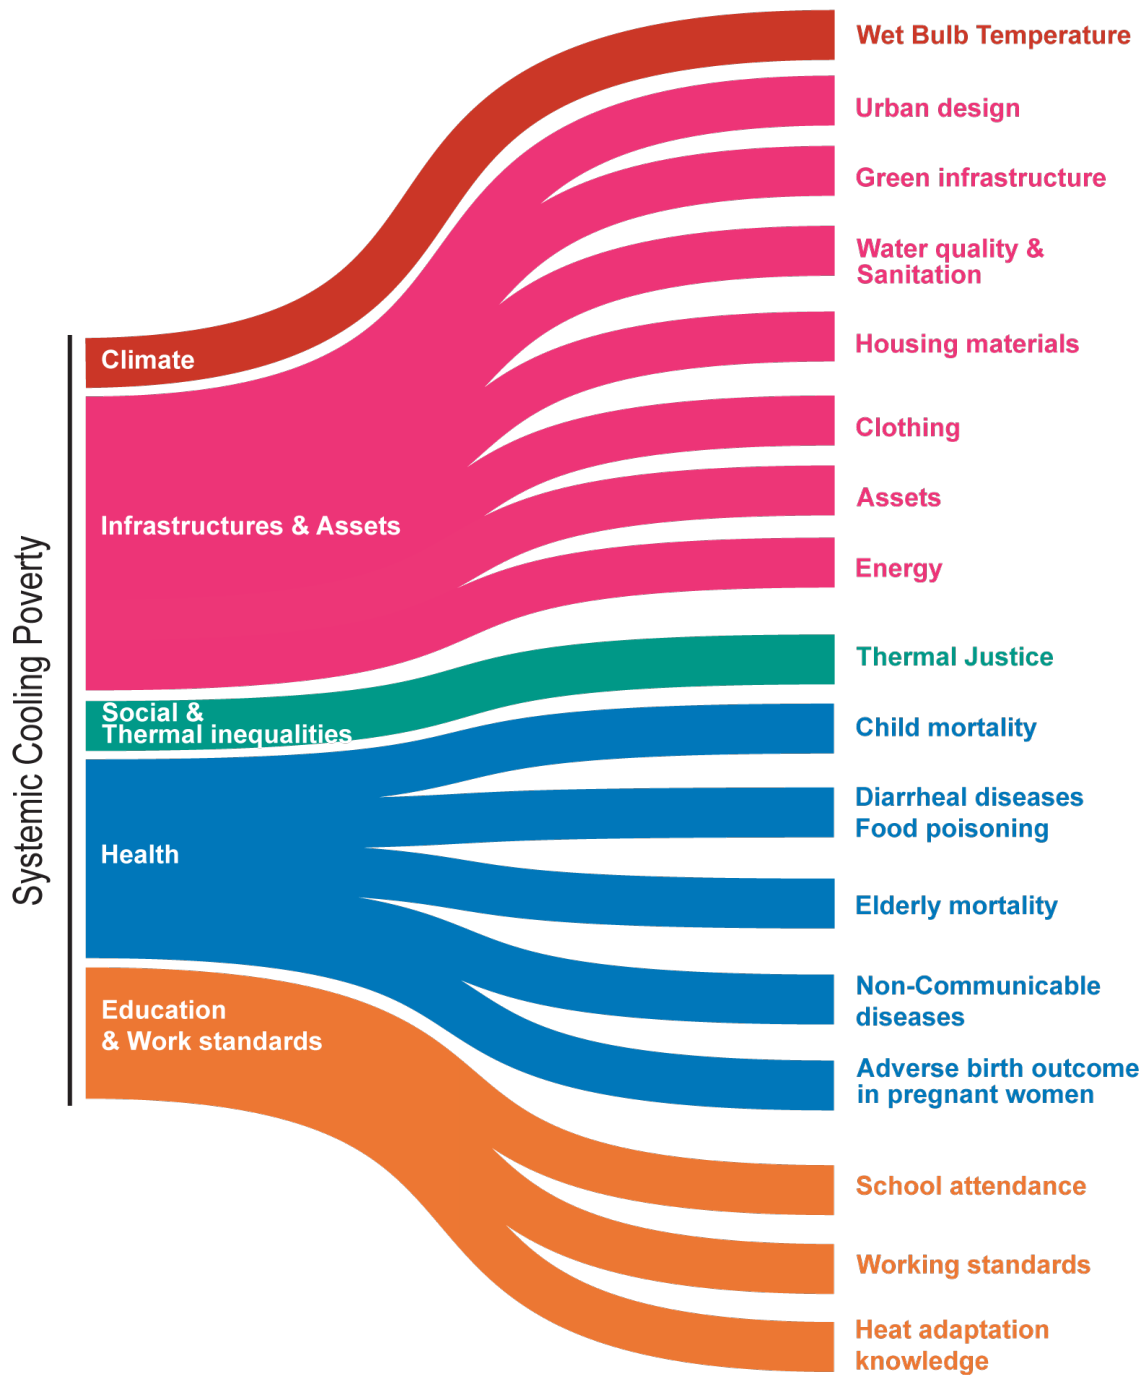 Systemic Cooling Poverty
Climate
Infrastructures & Assets
Social &
Thermal inequalities
Health
Education
& Work standards
Wet Bulb Temperature
Urban design
Green infrastructure
Water quality &
Sanitation
Housing materials
Clothing
Assets
Energy
Thermal Justice
Child mortality
Diarrheal diseases
Food poisoning
Elderly mortality
Non-Communicable
diseases
Adverse birth outcome
in pregnant women
School attendance
Working standards
Heat adaptation
knowledge